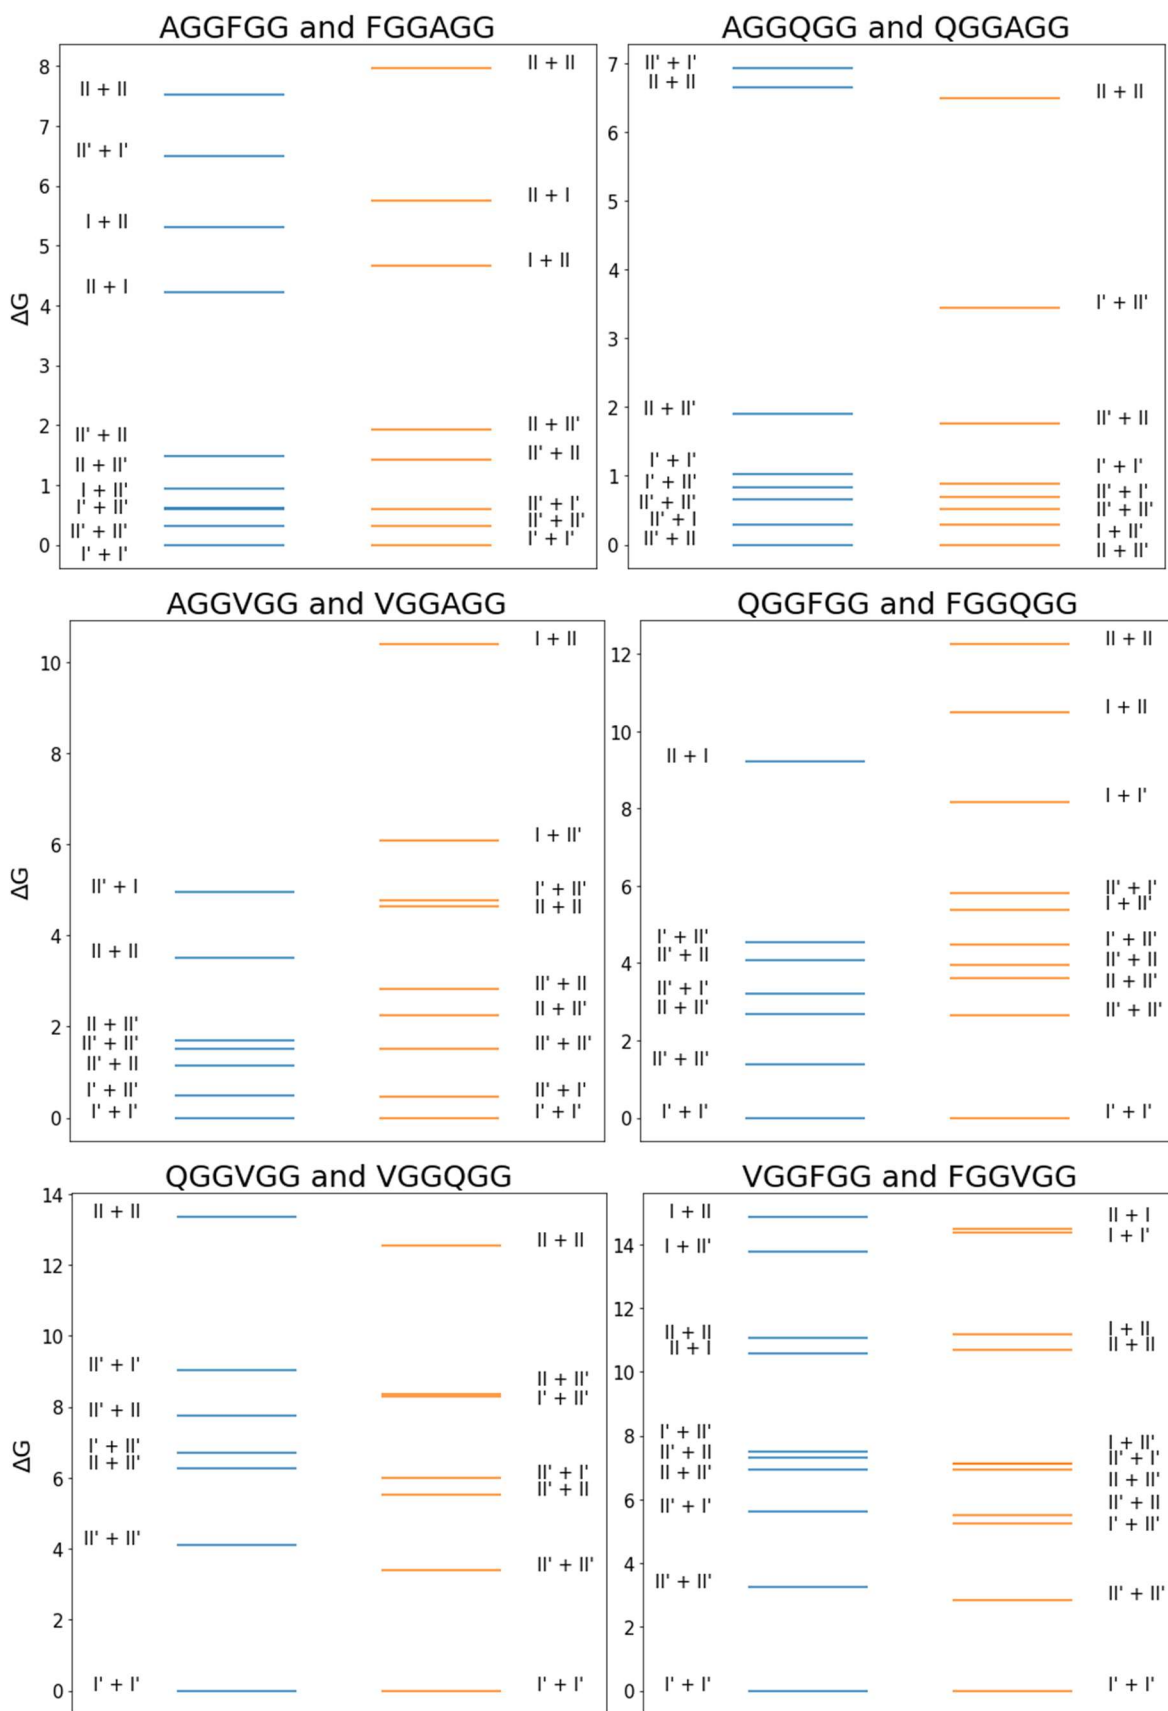 AGGFGG and FGGAGG
ΔG
8
7
6
5
4
3
2
1
0
II + II
II' + I'
I + II
II + I
II' + II
II + II'
I + II'
I' + II'
II' + II'
I' + I'
II + II
II + I
I + II
II + II'
II' + II
II' + I'
II' + II'
I' + I'
AGGQGG and QGGAGG
7
6
5
4
3
2
1
0
II' + I'
II + II
II + II'
I' + I'
I' + II'
II' + II'
II' + I
II' + II
II + II
I' + II'
II' + II
I' + I'
II' + I'
II' + II'
I + II'
II + II'
AGGVGG and VGGAGG
ΔG
10
8
6
4
2
0
II' + I
II + II
II + II'
II' + II'
II' + II
I' + II'
I' + I'
I + II
I + II'
I' + II'
II + II
II' + II
II + II'
II' + II'
II' + I'
I' + I'
QGGFGG and FGGQGG
12
10
8
6
4
2
0
II + I
I' + II'
II' + II
II' + I'
II + II'
II' + II'
I' + I'
II + II
I + II
I + I'
II' + I'
I + II'
I' + II'
II' + II
II + II'
II' + II'
I' + I'
QGGVGG and VGGQGG
ΔG
14
12
10
8
6
4
2
0
II + II
II' + I'
II' + II
I' + II'
II + II'
II' + II'
I' + I'
II + II
II + II'
I' + II'
II' + I'
II' + II
II' + II'
I' + I'
VGGFGG and FGGVGG
14
12
10
8
6
4
2
0
I + II
I + II'
II + II
II + I
I' + II'
II' + II
II + II'
II' + I'
II' + II'
I' + I'
II + I
I + I'
I + II
II + II
I + II'
II' + I'
II + II'
II' + II
I' + II'
II' + II'
I' + I'